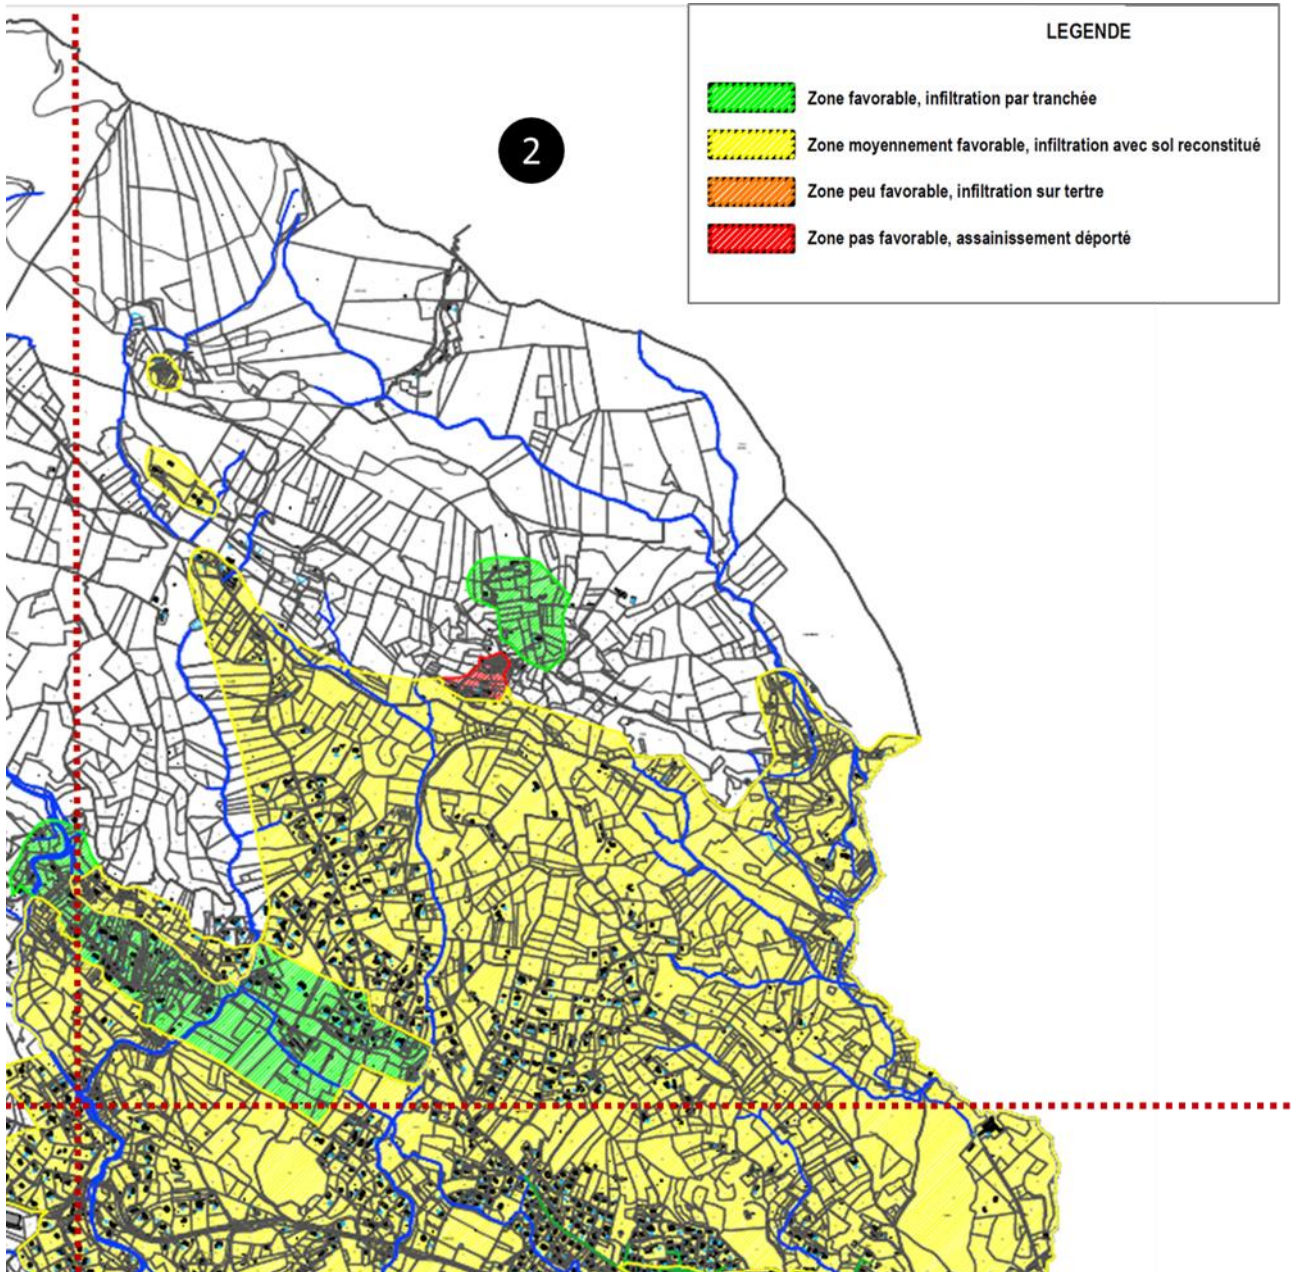 LEGENDE
Zone favorable, infiltration par tranchée
Zone moyennement favorable, infiltration avec sol reconstitué
Zone peu favorable, infiltration sur tertre
Zone pas favorable, assainissement déporté
2